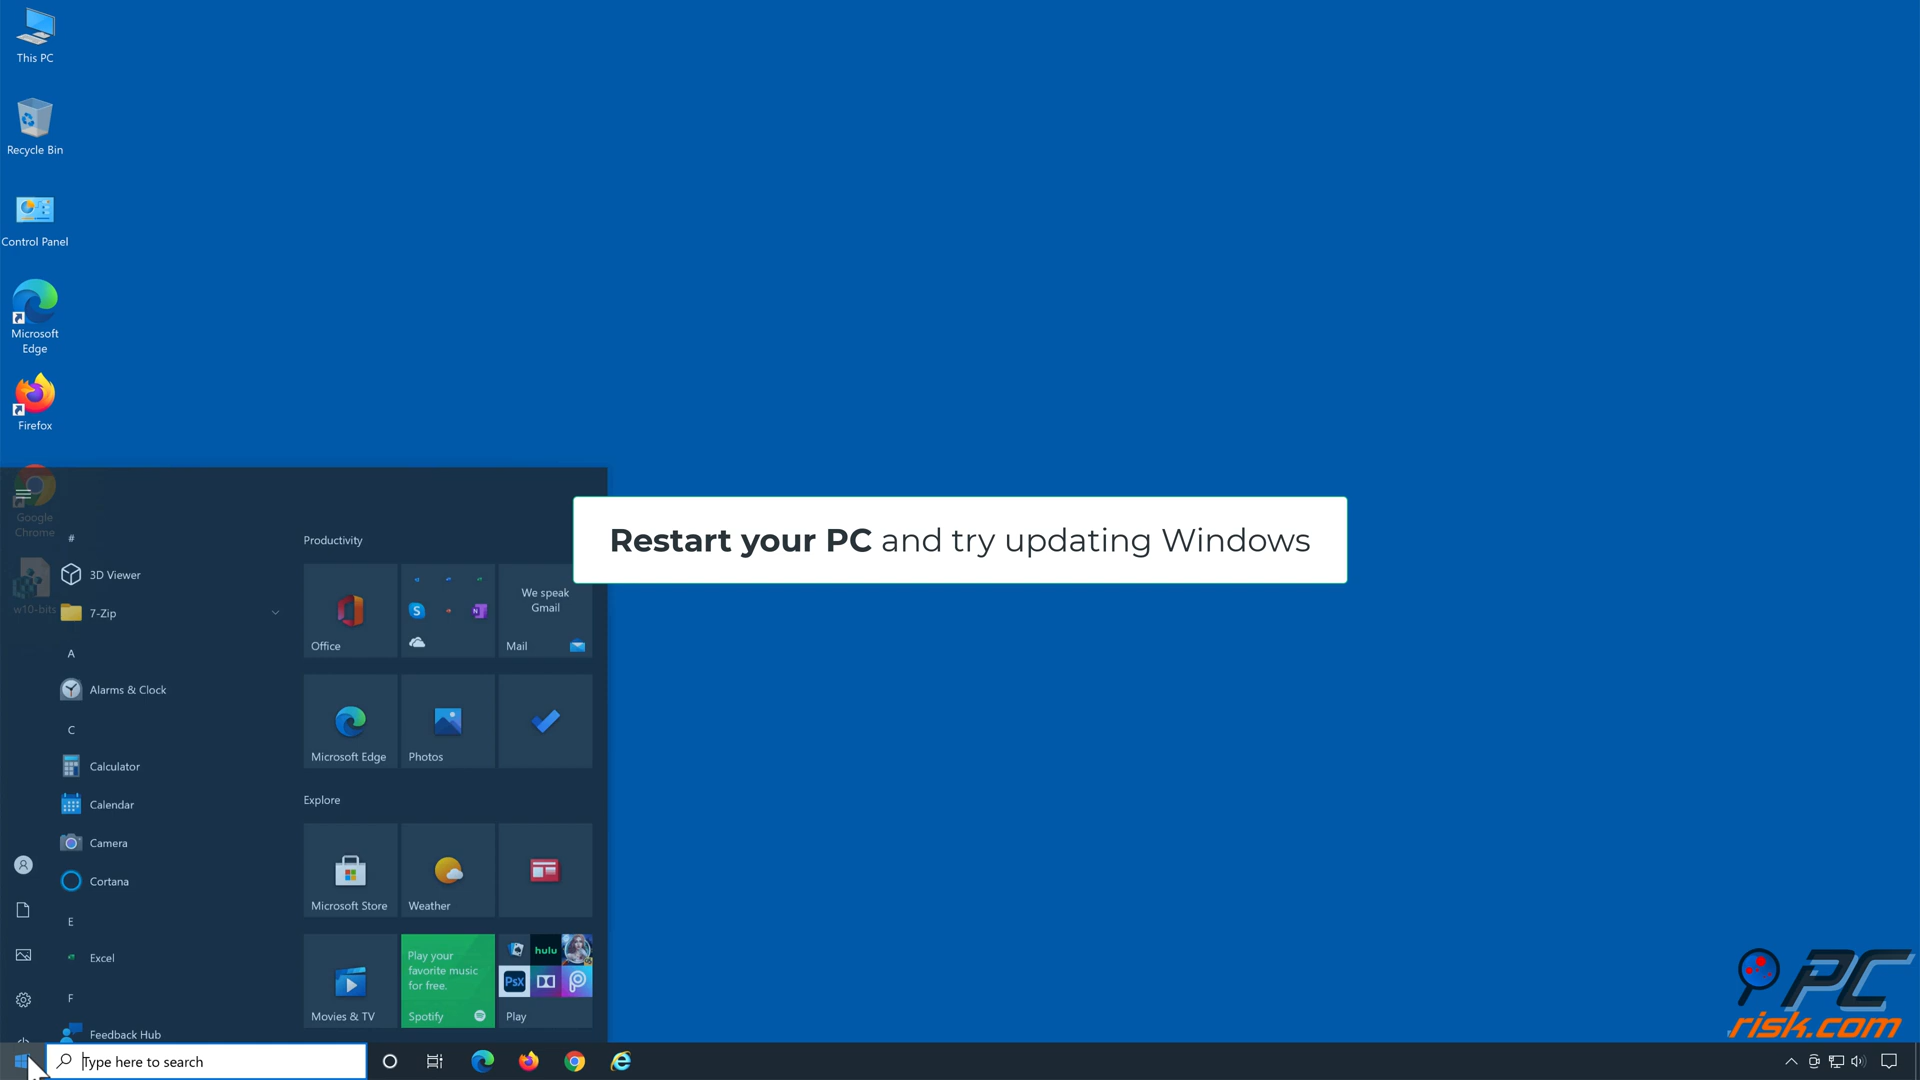 This PC
Recycle Bin
Control Panel
Microsoft
Edge
Firefox
Google
Chrome
w10-bits
#
3D Viewer
7-Zip
A
Alarms & Clock
C
Calculator
Calendar
Camera
Cortana
E
Excel
F
Feedback Hub
Productivity
Office
We speak
Gmail
Mail
Microsoft Edge
Photos
Explore
Microsoft Store
Weather
Movies & TV
Play your
favorite music
for free.
Spotify
hulu
PsX
Play
Restart your PC and try updating Windows
PC
risk.com
Type here to search